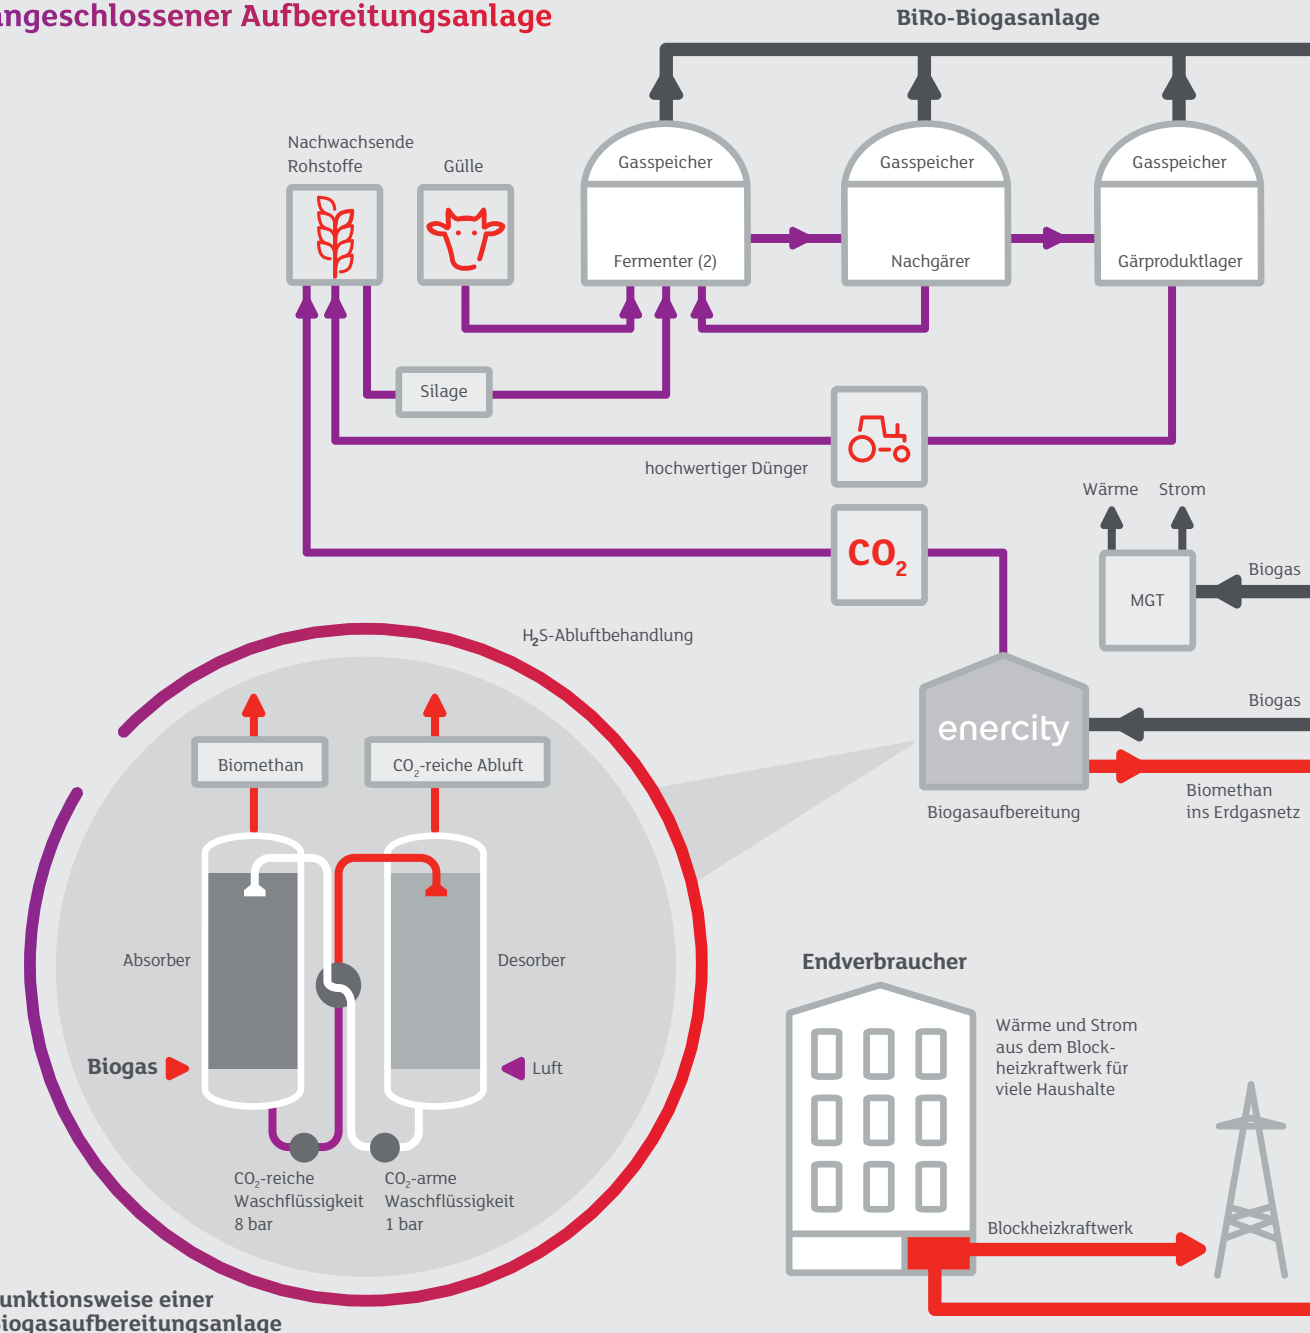 angeschlossener Aufbereitungsanlage
BiRo-Biogasanlage
Nachwachsende
Rohstoffe
Gülle
Gasspeicher
Gasspeicher
Gasspeicher
Fermenter (2)
Nachgärer
Gärproduktlager
Silage
hochwertiger Dünger
Wärme
Strom
CO₂
Biogas
MGT
H₂S-Abluftbehandlung
Biogas
enercity
Biomethan
CO₂-reiche Abluft
Biomethan
ins Erdgasnetz
Biogasaufbereitung
Absorber
Desorber
Endverbraucher
Wärme und Strom
aus dem Block-
heizkraftwerk für
viele Haushalte
Biogas
Luft
CO₂-reiche
Waschflüssigkeit
8 bar
CO₂-arme
Waschflüssigkeit
1 bar
Blockheizkraftwerk
unktionsweise einer
iogasaufbereitungsanlage